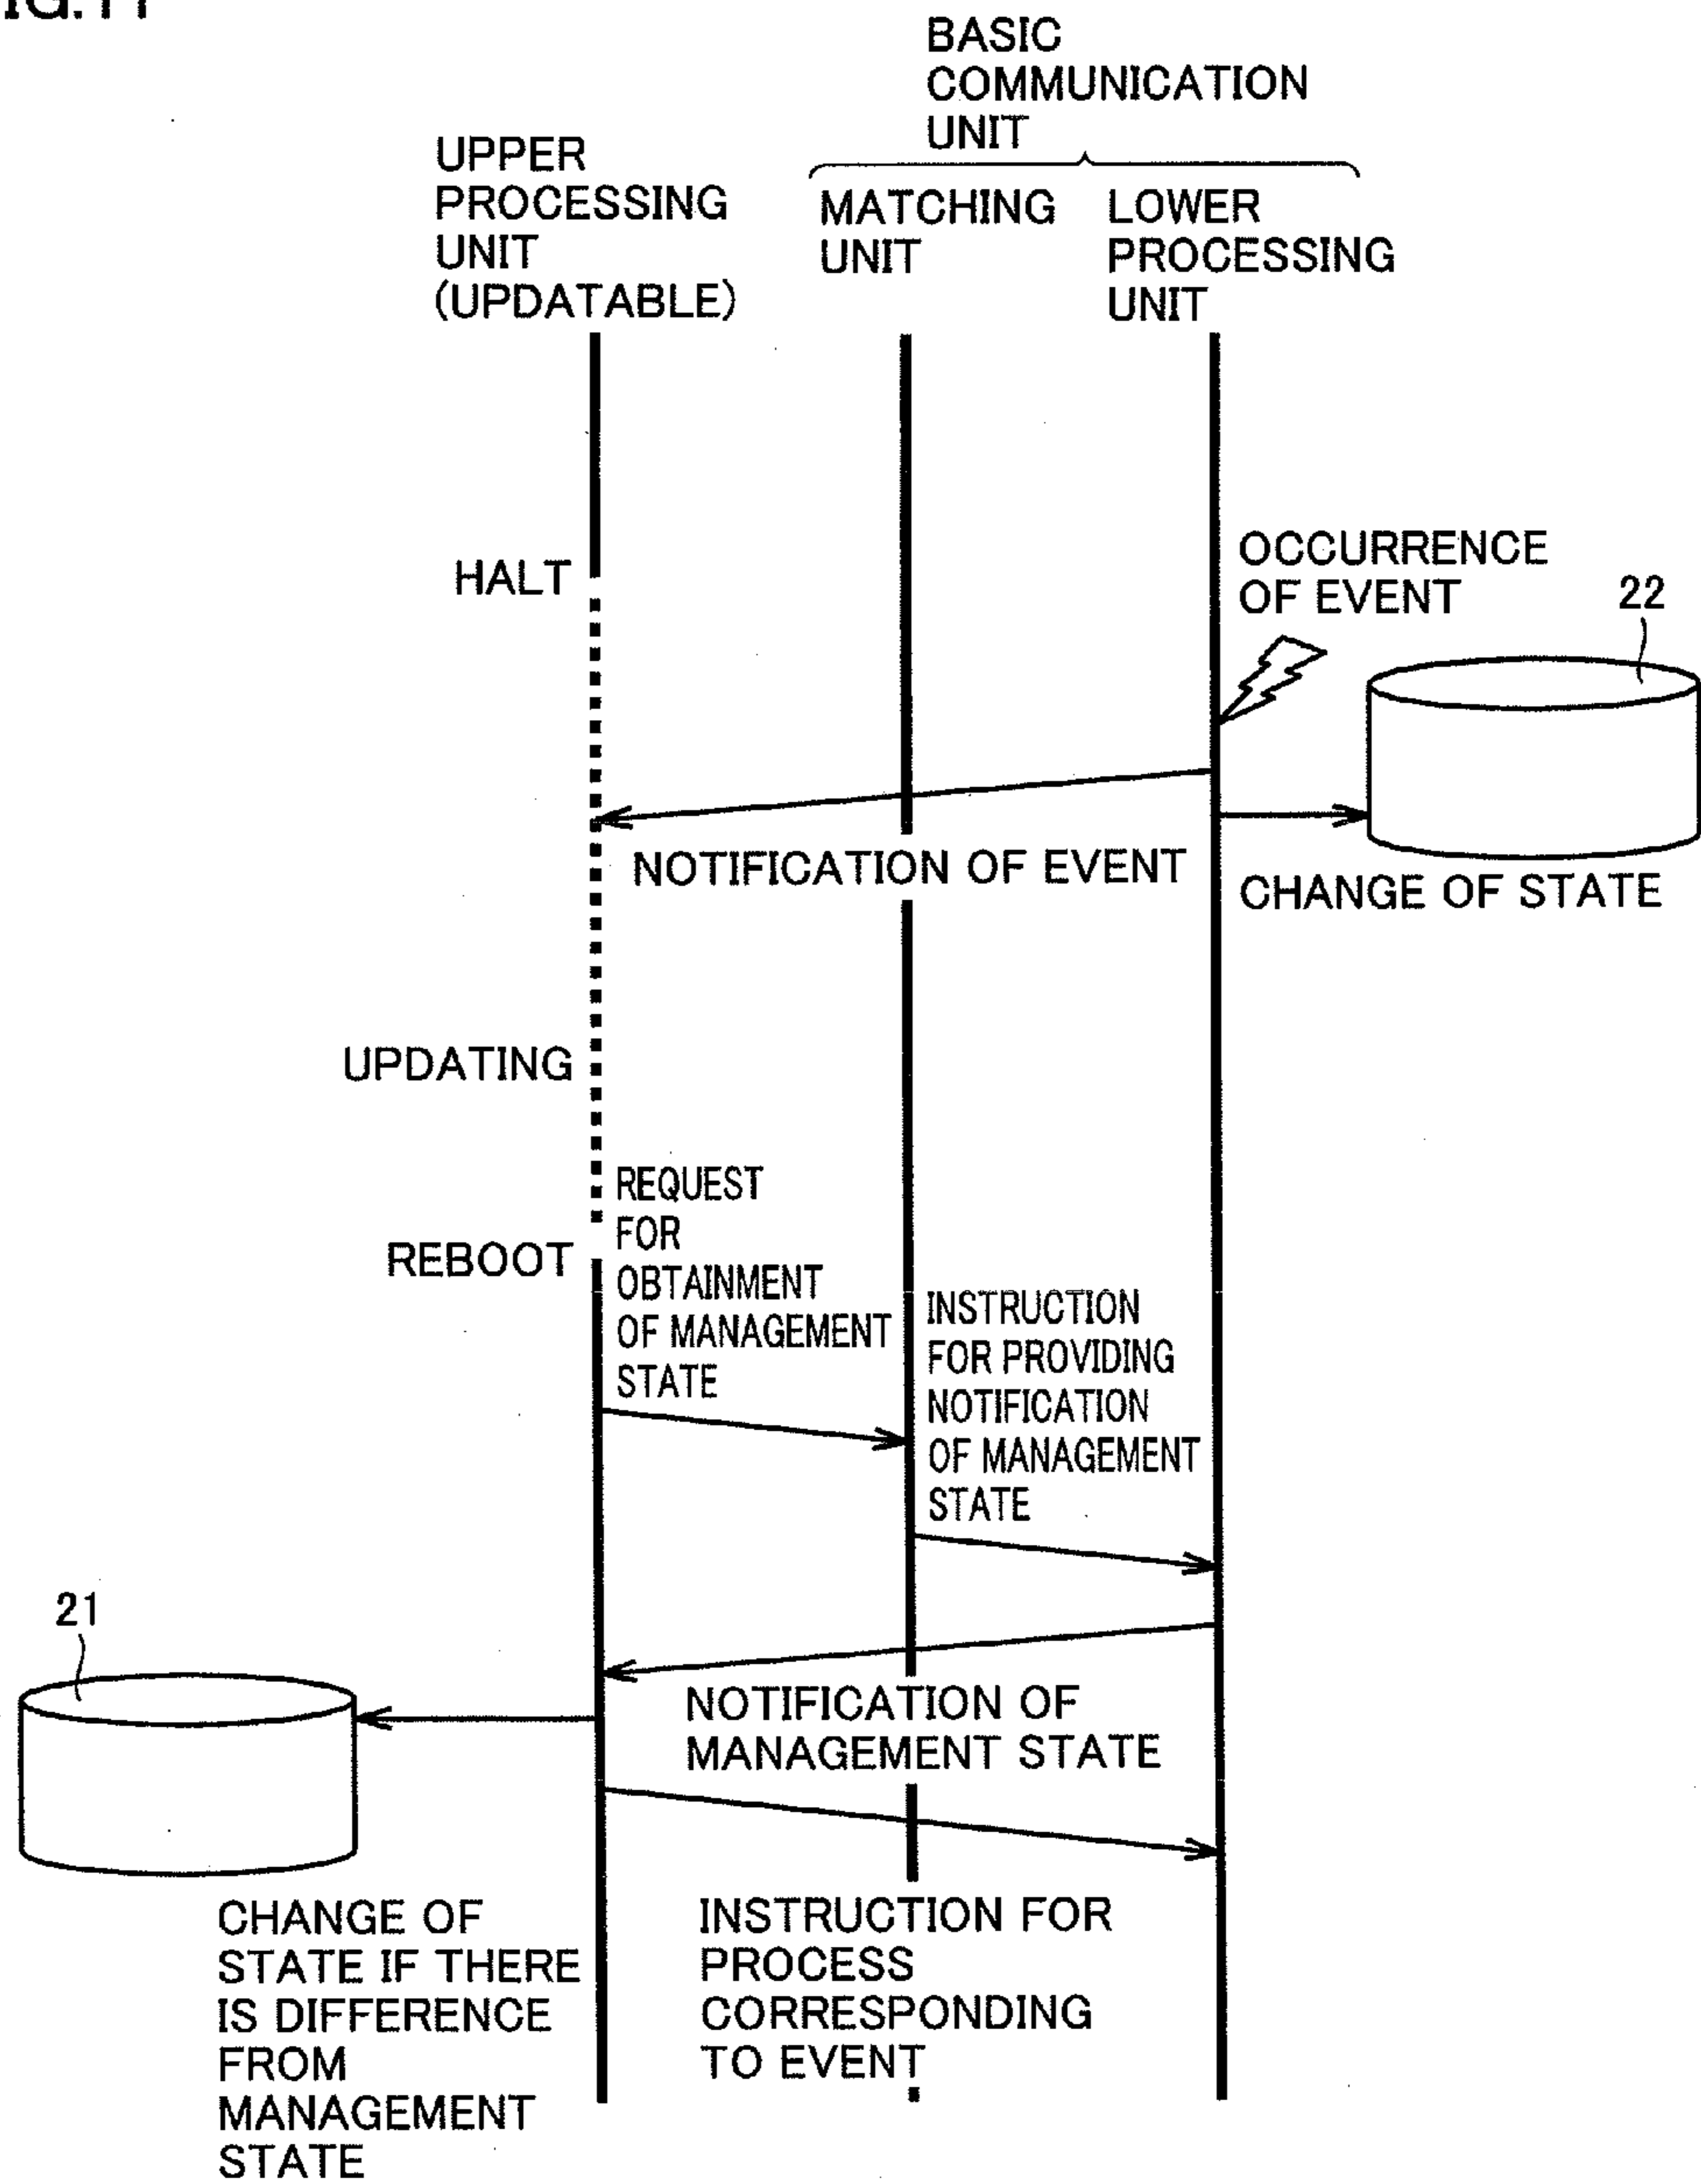 FIG.11
BASIC
COMMUNICATION
UNIT
UPPER
PROCESSING
UNIT
(UPDATABLE)
MATCHING
UNIT
LOWER
PROCESSING
UNIT
HALT
OCCURRENCE
OF EVENT
22
NOTIFICATION OF EVENT
CHANGE OF STATE
UPDATING
REQUEST
FOR
OBTAINMENT
OF MANAGEMENT
STATE
REBOOT
INSTRUCTION
FOR PROVIDING
NOTIFICATION
OF MANAGEMENT
STATE
21
NOTIFICATION OF
MANAGEMENT STATE
CHANGE OF
STATE IF THERE
IS DIFFERENCE
FROM
MANAGEMENT
STATE
INSTRUCTION FOR
PROCESS
CORRESPONDING
TO EVENT